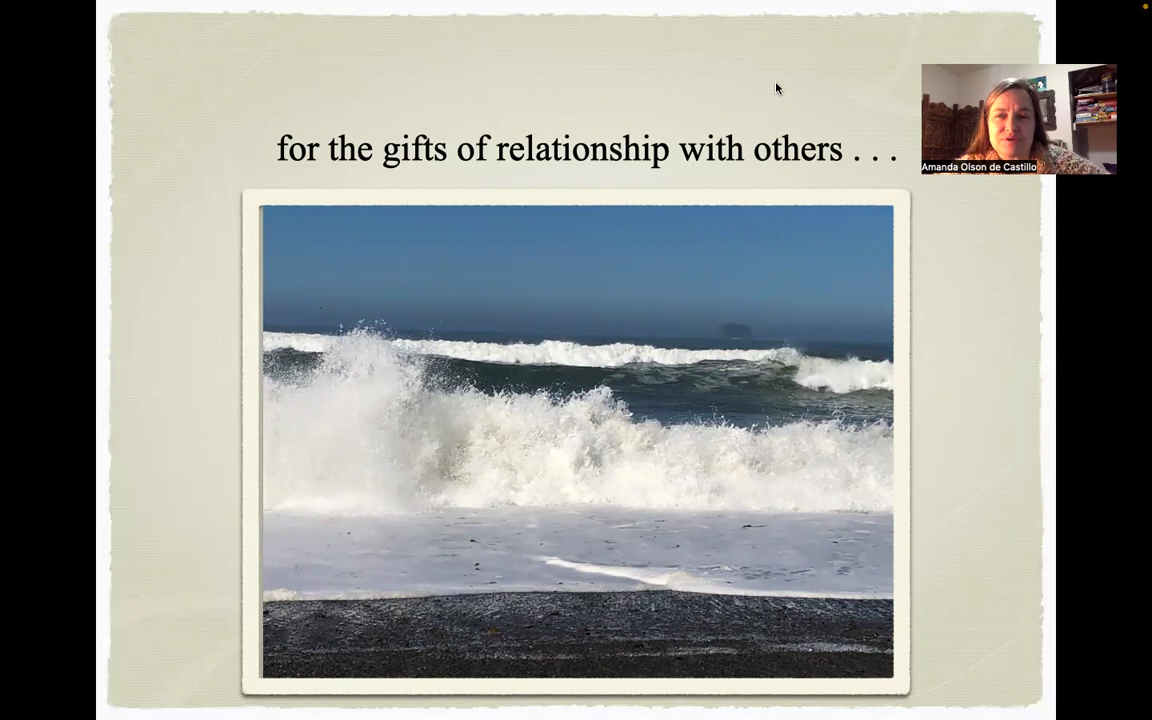 for the gifts of relationship with others . . .
Amanda Olson de Castillo